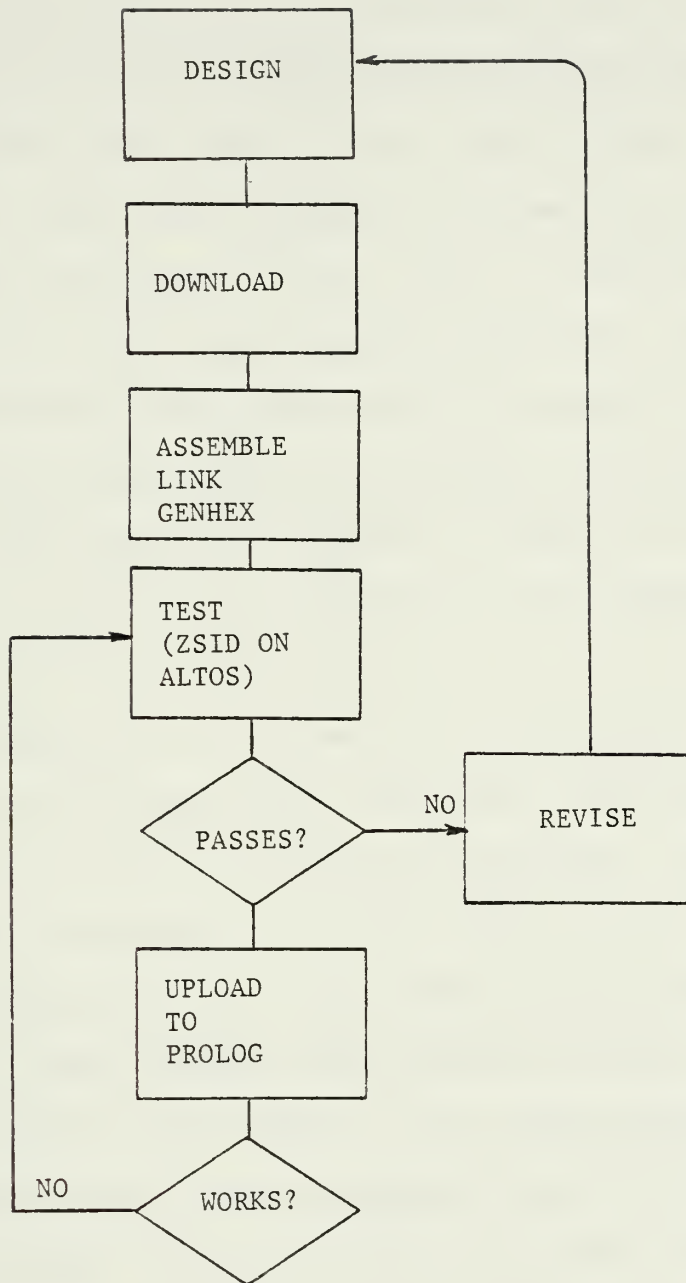 DESIGN
DOWNLOAD
ASSEMBLE
LINK
GENHEX
TEST
(ZSID ON
ALTOS)
PASSES?
NO
REVISE
UPLOAD
TO
PROLOG
NO
WORKS?